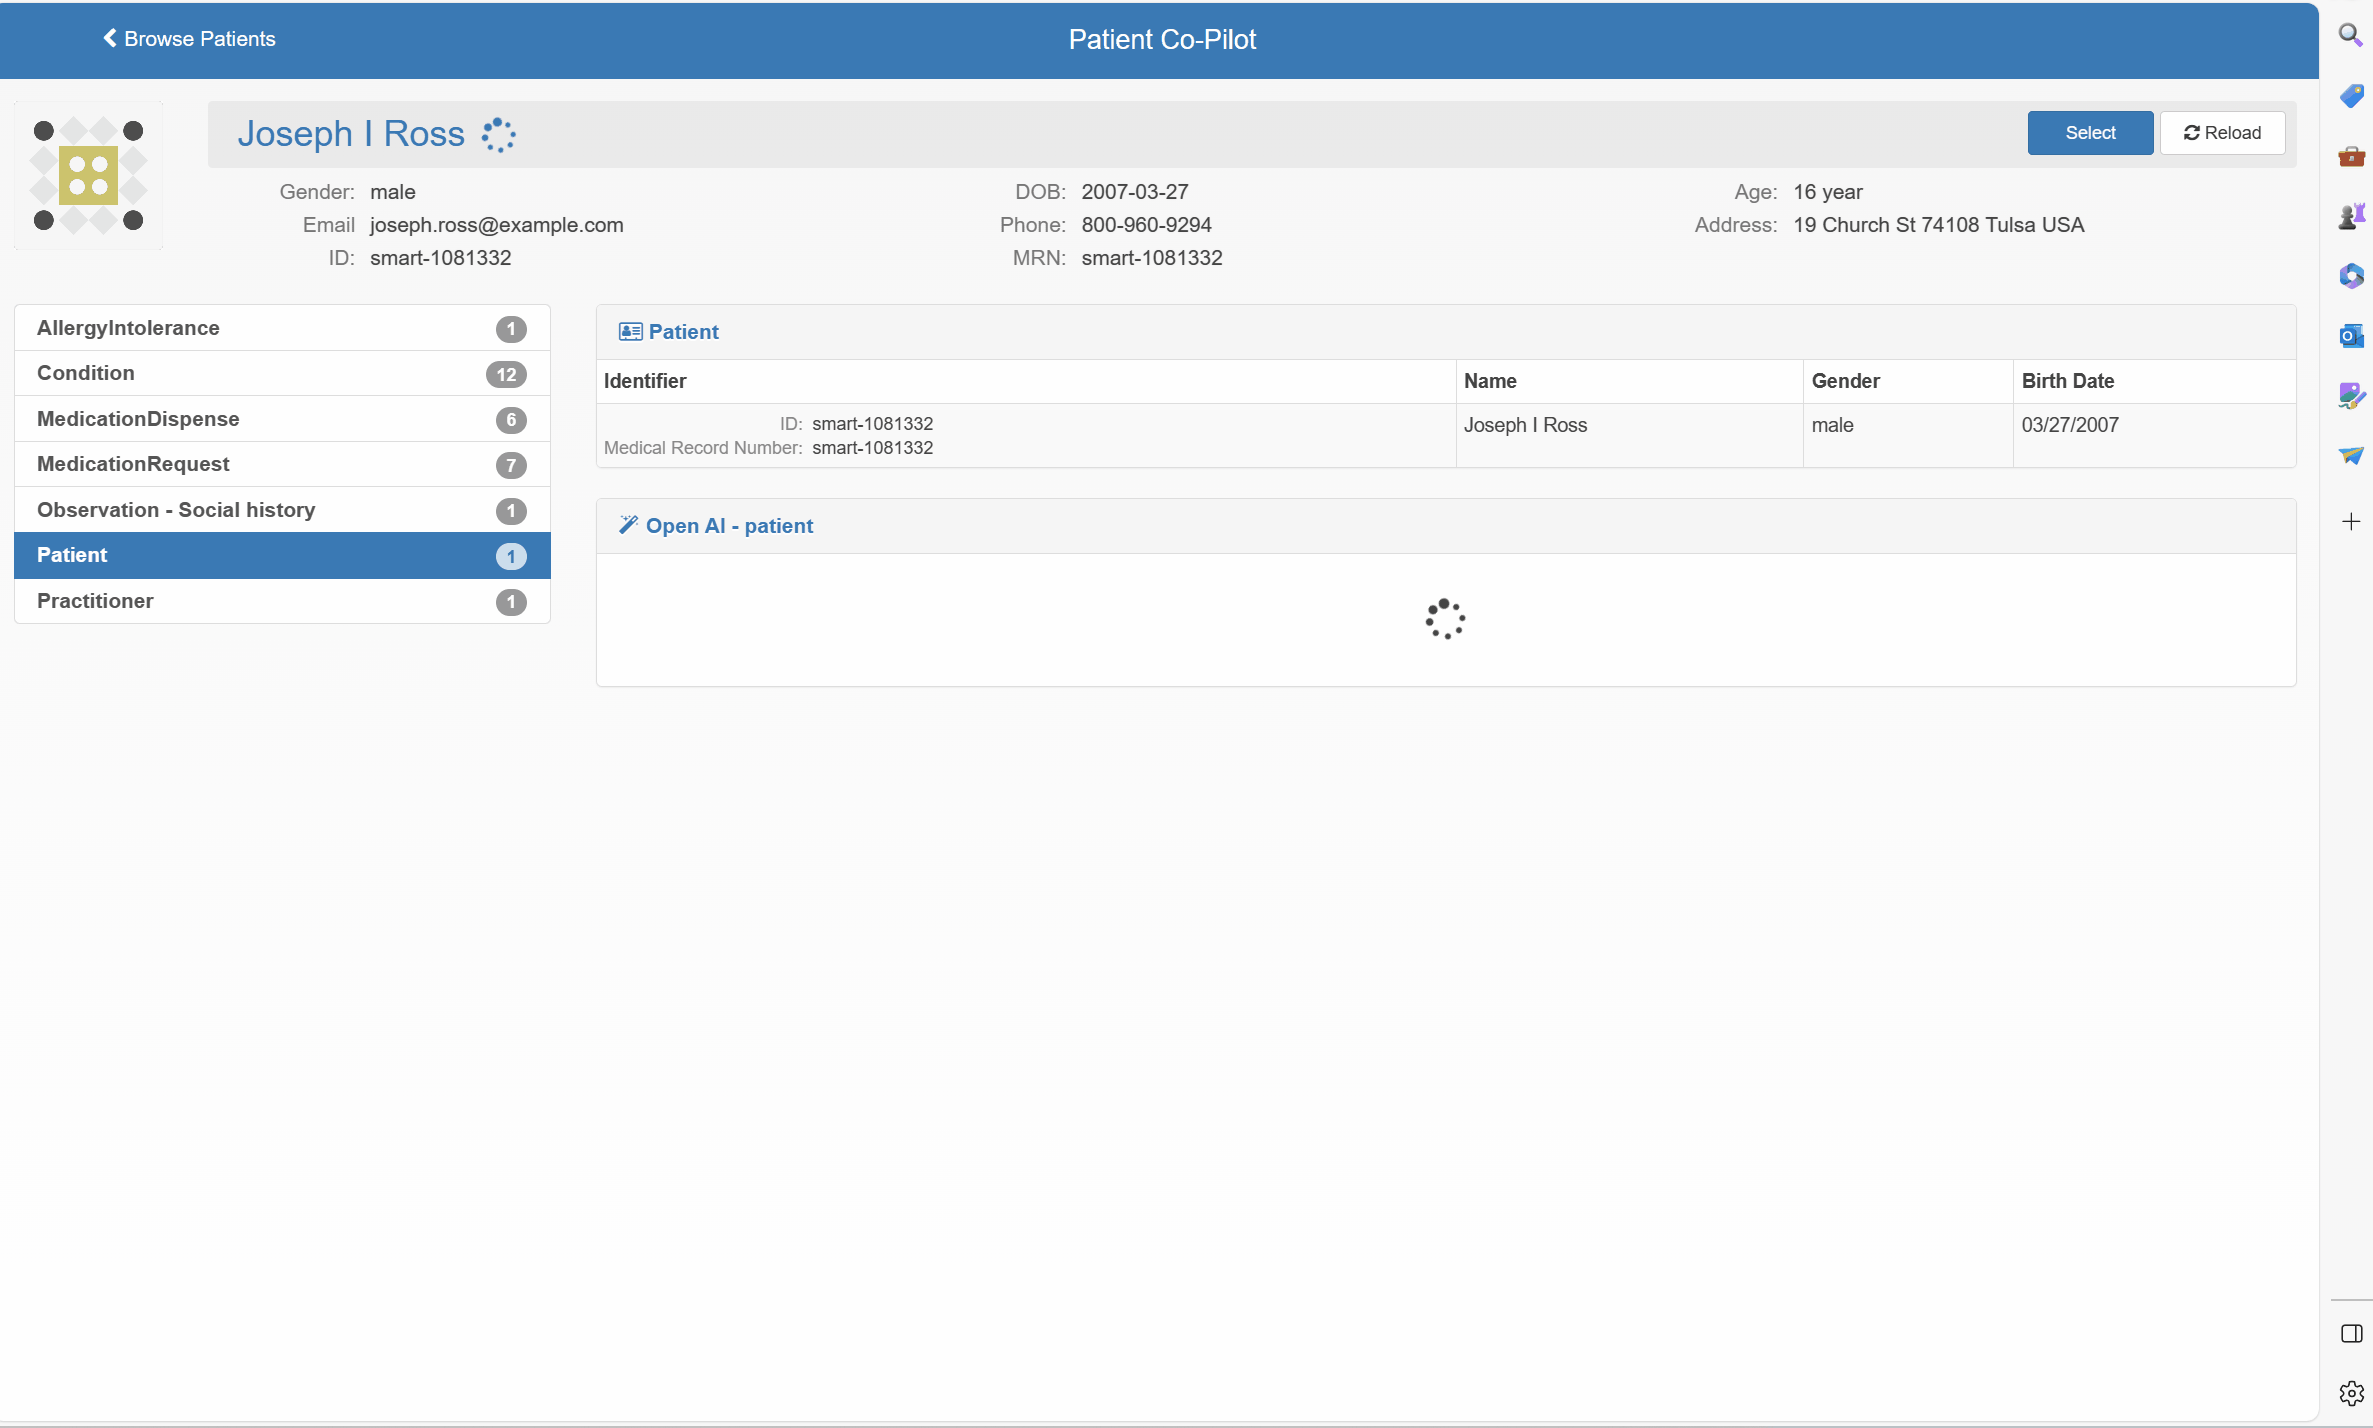 Browse Patients
Patient Co-Pilot
Joseph I Ross
Select
Reload
Gender: male
DOB: 2007-03-27
Age: 16 year
Email joseph.ross@example.com
Phone: 800-960-9294
Address: 19 Church St 74108 Tulsa USA
ID: smart-1081332
MRN: smart-1081332
AllergyIntolerance 1
Condition 12
MedicationDispense 6
MedicationRequest 7
Observation - Social history 1
Patient 1
Practitioner 1
Patient
Identifier Name Gender Birth Date
ID: smart-1081332 Joseph I Ross male 03/27/2007
Medical Record Number: smart-1081332
Open AI - patient